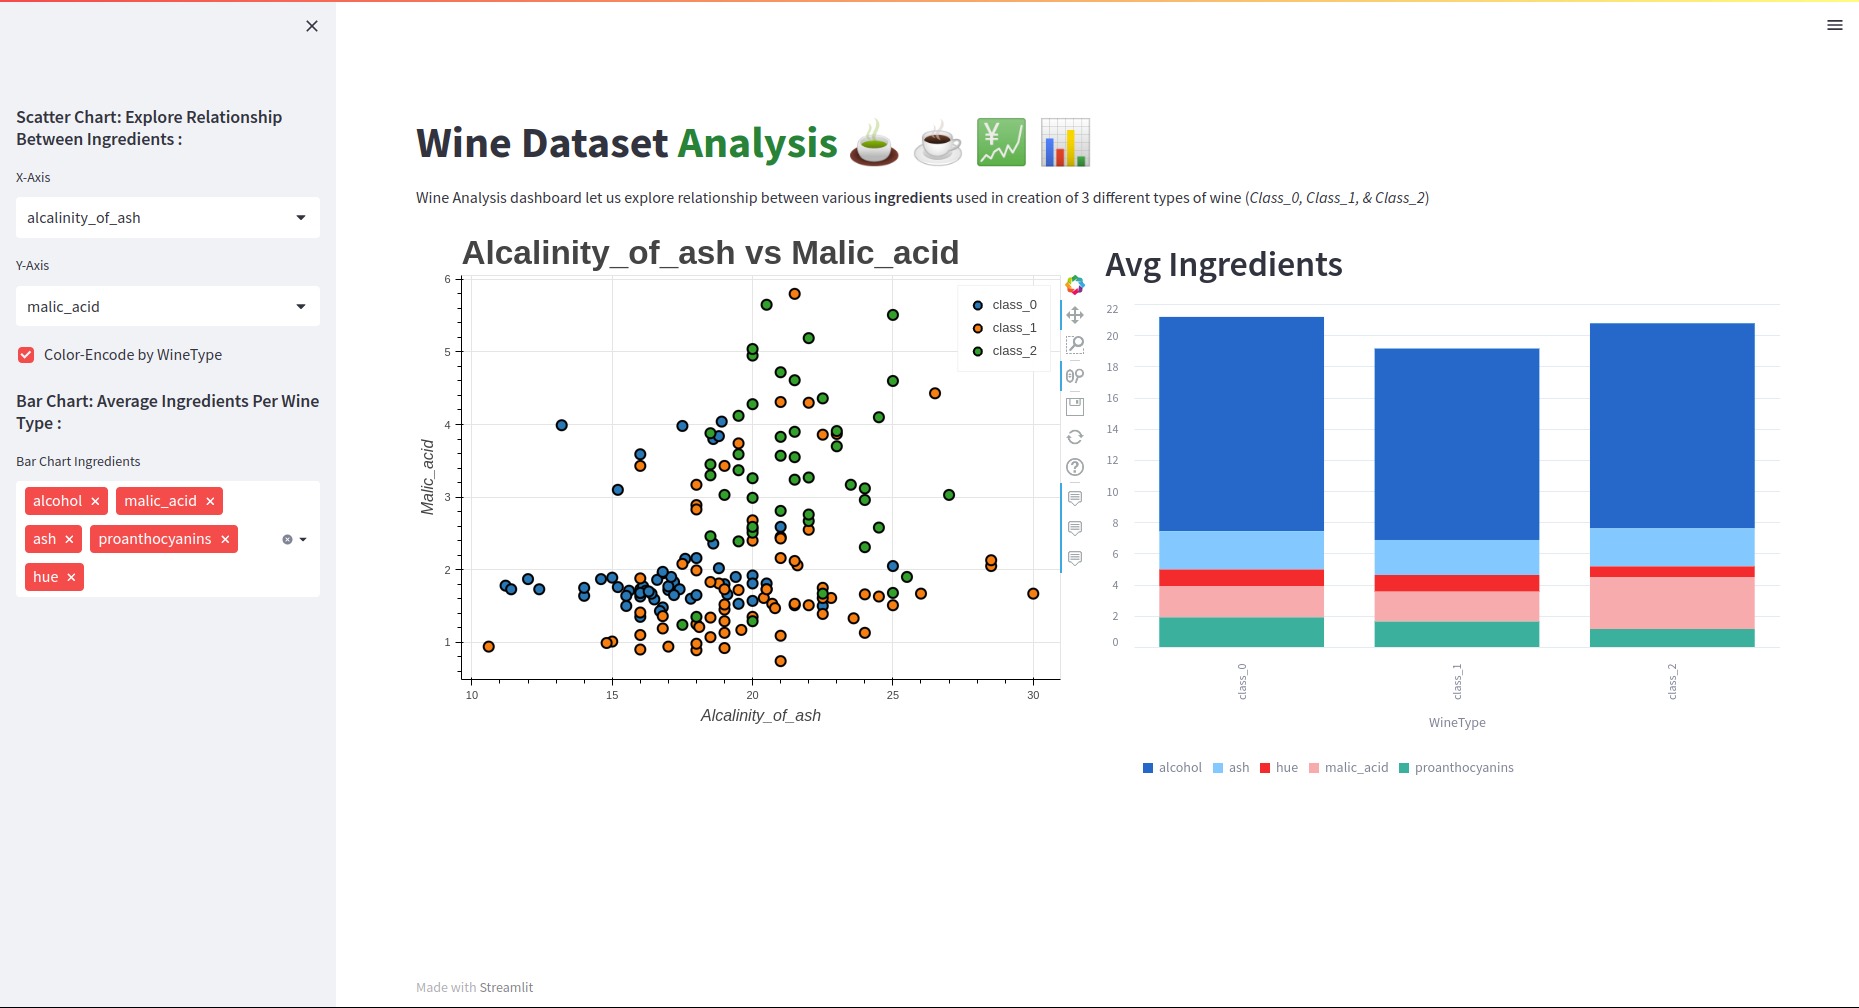 Scatter Chart: Explore Relationship
Between Ingredients :
X-Axis
alcalinity_of_ash
Y-Axis
malic_acid
Color-Encode by WineType
Bar Chart: Average Ingredients Per Wine
Type :
Bar Chart Ingredients
alcohol × malic_acid ×
ash × proanthocyanins ×
hue ×
Wine Dataset Analysis
Wine Analysis dashboard let us explore relationship between various ingredients used in creation of 3 different types of wine (Class_0, Class_1, & Class_2)
Alcalinity_of_ash vs Malic_acid
6
5
4
3
2
1
Malic_acid
class_0
class_1
class_2
10 15 20 25 30
Alcalinity_of_ash
Avg Ingredients
22
20
18
16
14
12
10
8
6
4
2
0
class_0 class_1 class_2
WineType
alcohol ash hue malic_acid proanthocyanins
Made with Streamlit